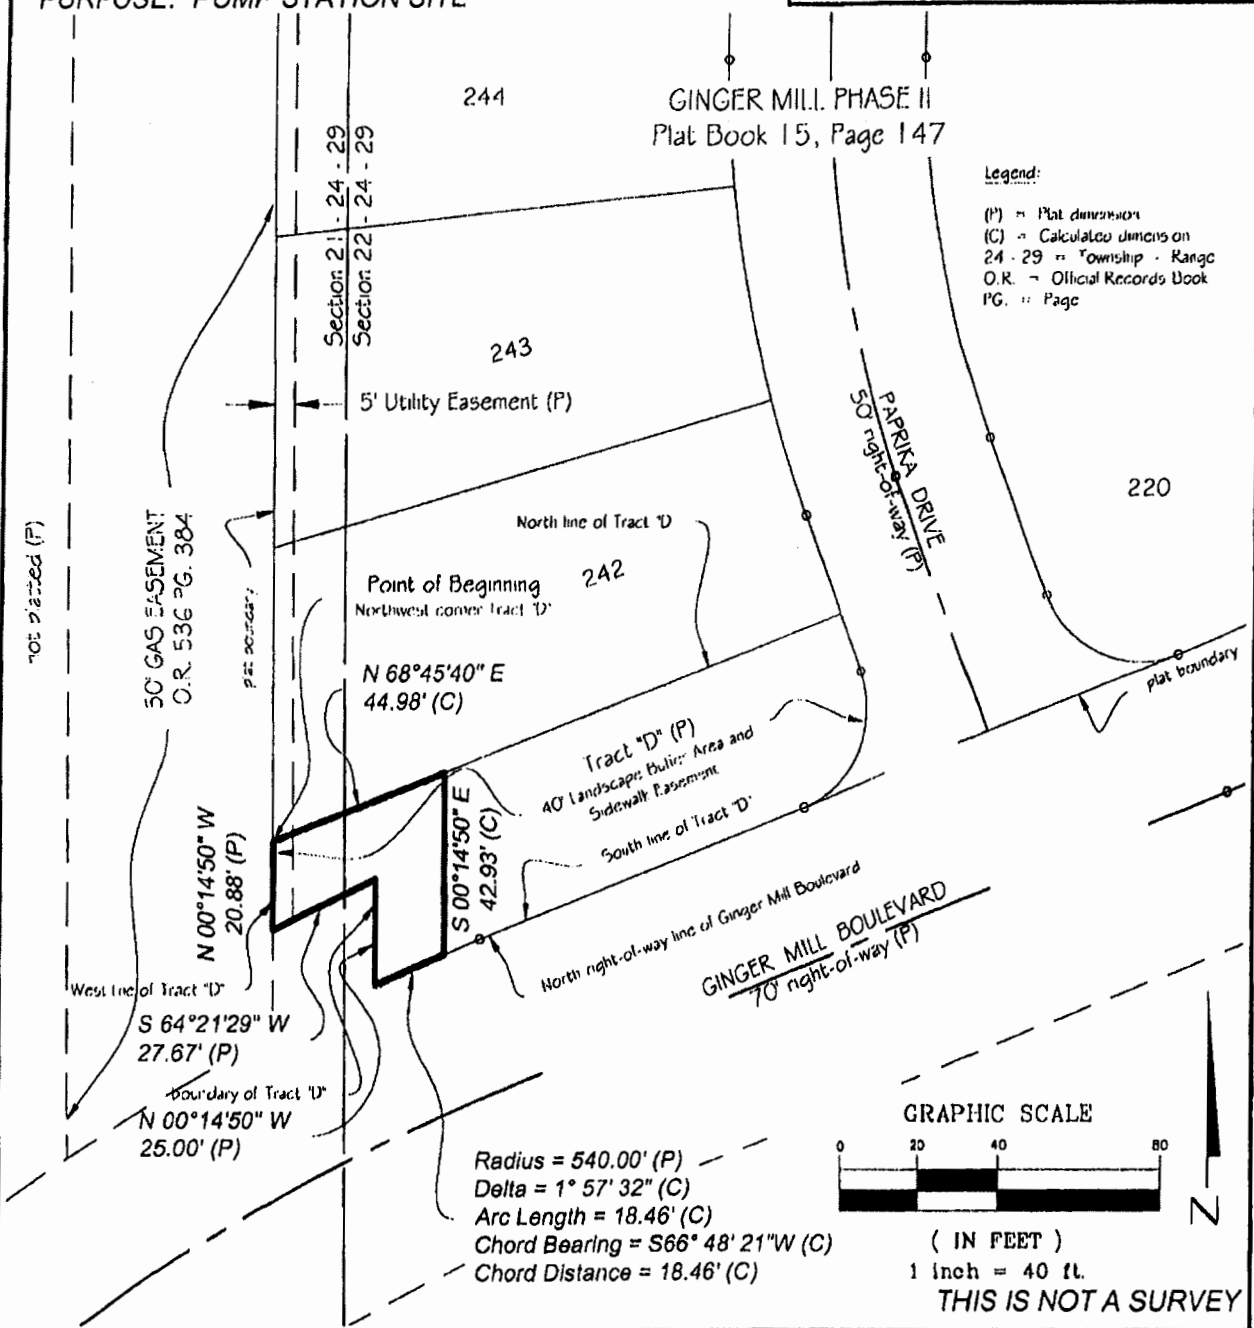 PURPOSE: PUMP STATION SITE
244
GINGER MILL PHASE II
Plat Book 15, Page 147
Section 21 - 24 - 29
Section 22 - 24 - 29
Legend:
(P) = Plat dimension
(C) = Calculated dimension
24 - 29 = Township - Range
O.R. = Official Records Book
PG. = Page
243
5' Utility Easement (P)
PAPRIKA DRIVE
50' right-of-way (P)
220
not platted (P)
30' GAS EASEMENT
O.R. 536 PG. 384
plat boundary
North line of Tract "D"
242
Point of Beginning
Northwest corner Tract "D"
N 68°45'40" E
44.98' (C)
plat boundary
Tract "D" (P)
40' Landscape Buffer Area and
Sidewalk Easement
N 00°14'50" W
20.88' (P)
S 00°14'50" E
42.93' (C)
South line of Tract "D"
North right-of-way line of Ginger Mill Boulevard
GINGER MILL BOULEVARD
70' right-of-way (P)
West line of Tract "D"
S 64°21'29" W
27.67' (P)
boundary of Tract "D"
N 00°14'50" W
25.00' (P)
Radius = 540.00' (P)
Delta = 1° 57' 32" (C)
Arc Length = 18.46' (C)
Chord Bearing = S66° 48' 21"W (C)
Chord Distance = 18.46' (C)
GRAPHIC SCALE
0 20 40 80
( IN FEET )
1 inch = 40 ft.
N
THIS IS NOT A SURVEY